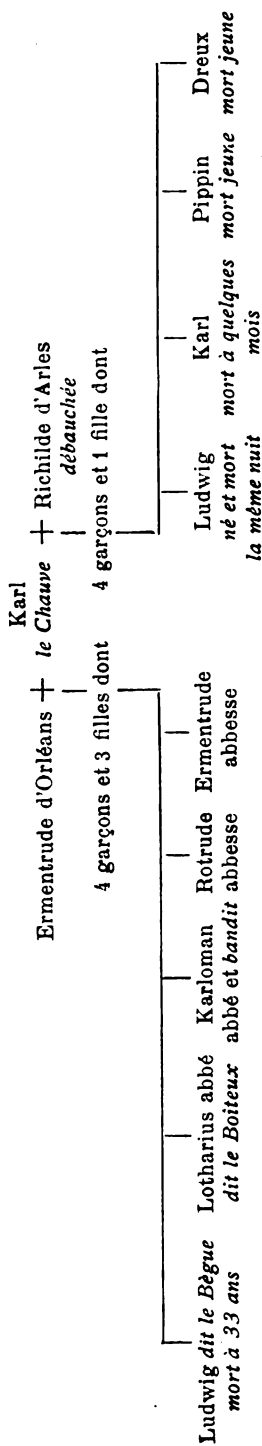 Karl
Ermentrude d'Orléans + le Chauve + Richilde d'Arles
débauchée
4 garçons et 3 filles dont
4 garçons et 1 fille dont
Ludwig dit le Bègue
mort à 33 ans
Lotharius abbé
dit le Boiteux
Karloman
abbé et bandit
Rotrude
abbesse
Ermentrude
abbesse
Ludwig
né et mort
la même nuit
Karl
mort à quelques
mois
Pippin
mort jeune
Dreux
mort jeune